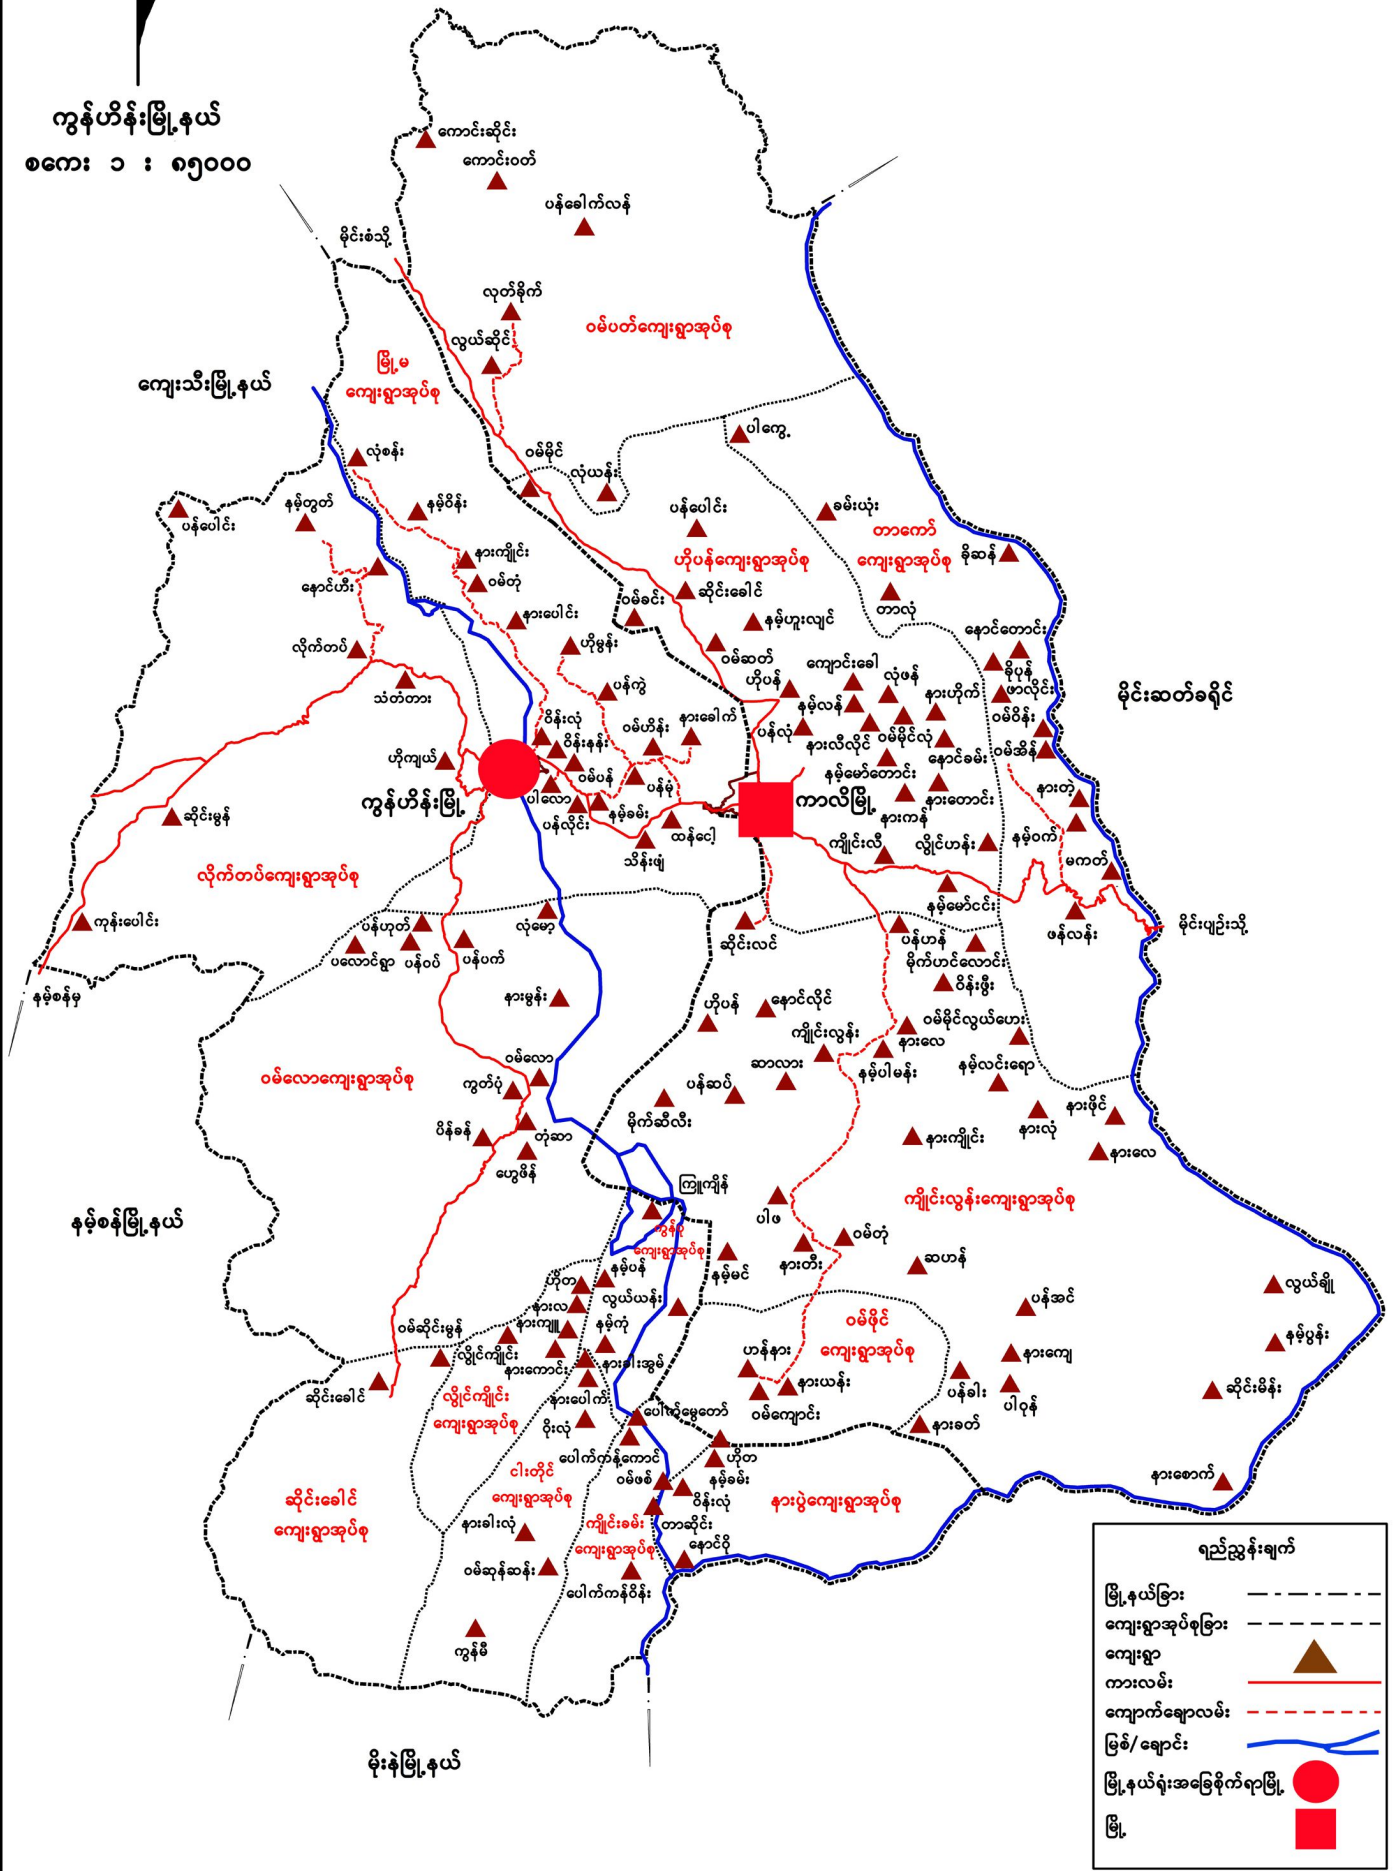 ကွန်ဟိန်းမြို့နယ်
စကေး ၁ : ၈၅၀၀၀
ကောင်းဆိုင်း
ကောင်းဝတ်
ပန်ခေါက်လန်
မိုင်းစံသို့
လုတ်ခိုက်
လွယ်ဆိုင်
ဝမ်ပတ်ကျေးရွာအုပ်စု
မြို့မ
ကျေးရွာအုပ်စု
ကျေးသီးမြို့နယ်
ပါကွေ့
လုံစန်း
ဝမ်မိုင်
လုံယန်း
နမ့်တွတ်
နမ့်ဝိန်း
ပန်ပေါင်း
ပန်ပေါင်း
ခမ်းယုံး
တာကော်
ကျေးရွာအုပ်စု
ခိုဆန်
ဟိုပန်ကျေးရွာအုပ်စု
နားကျိုင်း
ဝမ်တုံ
နောင်ဟီး
ဆိုင်းခေါင်
တာလုံ
ဝမ်ခင်း
နားပေါင်း
နမ့်ဟူးလျင်
နောင်တောင်း
လိုက်တပ်
ဟိုမွန်း
ဝမ်ဆတ်
ကျောင်းခေါ
လုံဖန်
ခိုပုန်
သံတံတား
ပန်ကွဲ
ဟိုပန်
နမ့်လန်
နားဟိုက်
ဖာလိုင်း
မိုင်းဆတ်ခရိုင်
ဝိန်းလုံ
ဝမ်ဟိန်း
နားခေါက်
ပန်လုံ
နားလီလိုင်
ဝမ်မိုင်လုံ
ဝမ်ဝိန်း
ဝိန်းနန်း
နောင်ခမ်း
ဝမ်အိန်
ဟိုကျယ်
ဝမ်ပန်
ပန်မုံ
နမ့်မော်တောင်း
နားတဲ့
ကွန်ဟိန်းမြို့
ပါလော
ကာလိမြို့
နားတောင်း
ပန်လိုင်း
နမ့်ခမ်း
နားကန်
ဆိုင်းမွန်
ထန်ငေါ့
နမ့်ဝက်
သိန်းဖျံ
ကျိုင်းလီ
လွိုင်ဟန်း
မကတ်
လိုက်တပ်ကျေးရွာအုပ်စု
နမ့်မော်ငင်း
ကုန်းပေါင်း
ပန်ဟုတ်
လုံမော့
ဆိုင်းလင်
ပန်ဟန်
ဖန်လန်း
မိုင်းပျဉ်းသို့
ပလောင်ရွာ
ပန်ဝပ်
ပန်ပက်
မိုက်ဟင်လောင်း
ဝိန်းဖွီး
နမ့်စန်မှ
နားမွန်း
ဟိုပန်
နောင်လိုင်
ကျိုင်းလွန်း
ဝမ်မိုင်လွယ်ဟေး
နားလေ
ဝမ်လော
ဆာလား
နမ့်ပါမန်း
နမ့်လင်းရော
ဝမ်လောကျေးရွာအုပ်စု
ကွတ်ပုံ
ပန်ဆပ်
မိုက်ဆီလီး
နားဖိုင်
နားလုံ
ပိန်ခန်
တုံဆာ
နားကျိုင်း
နားလေ
ဟွေဖိန်
ကြူကျိန်
ကျိုင်းလွန်းကျေးရွာအုပ်စု
ပါဖ
နမ့်စန်မြို့နယ်
ကျေးရွာအုပ်စု
နမ့်မင်
နားတီး
ဝမ်တုံ
ဆဟန်
နမ့်ပန်
ဟိုတ
လွယ်ယန်း
လွယ်ချို
နားလ
ပန်အင်
ဝမ်ဆိုင်းမွန်
နားကျူ
နမ့်ကုံ
ဝမ်ဖိုင်
ကျေးရွာအုပ်စု
နမ့်ပွန်း
လွိုင်ကျိုင်း
နားကောင်း
နားခါးအွမ်
ဟန်နား
နားကျေ
ဆိုင်းခေါင်
နားပေါက်
နားယန်း
ပန်ခါး
ပါဝုန်
ဆိုင်းမိန်း
လွိုင်ကျိုင်း
ကျေးရွာအုပ်စု
ဝိုးလုံ
ဝမ်ကျောင်း
နားခတ်
ပေါက်ကန့်ကောင်
ဟိုတ
ငါးတိုင်
ကျေးရွာအုပ်စု
ဝမ်ဖစ်
နမ့်ခမ်း
နားစောက်
ဆိုင်းခေါင်
ကျေးရွာအုပ်စု
ဝိန်းလုံ
နားပွဲကျေးရွာအုပ်စု
နားခါးလုံ
ကျိုင်းခမ်း
ကျေးရွာအုပ်စု
တာဆိုင်း
နောင်ဝို
ဝမ်ဆုန်ဆန်း
ပေါက်ကန်ဝိန်း
ကွန်မီ
မိုးနဲမြို့နယ်
ရည်ညွှန်းချက်
မြို့နယ်ခြား
ကျေးရွာအုပ်စုခြား
ကျေးရွာ
ကားလမ်း
ကျောက်ချောလမ်း
မြစ်/ချောင်း
မြို့နယ်ရုံးအခြေစိုက်ရာမြို့
မြို့